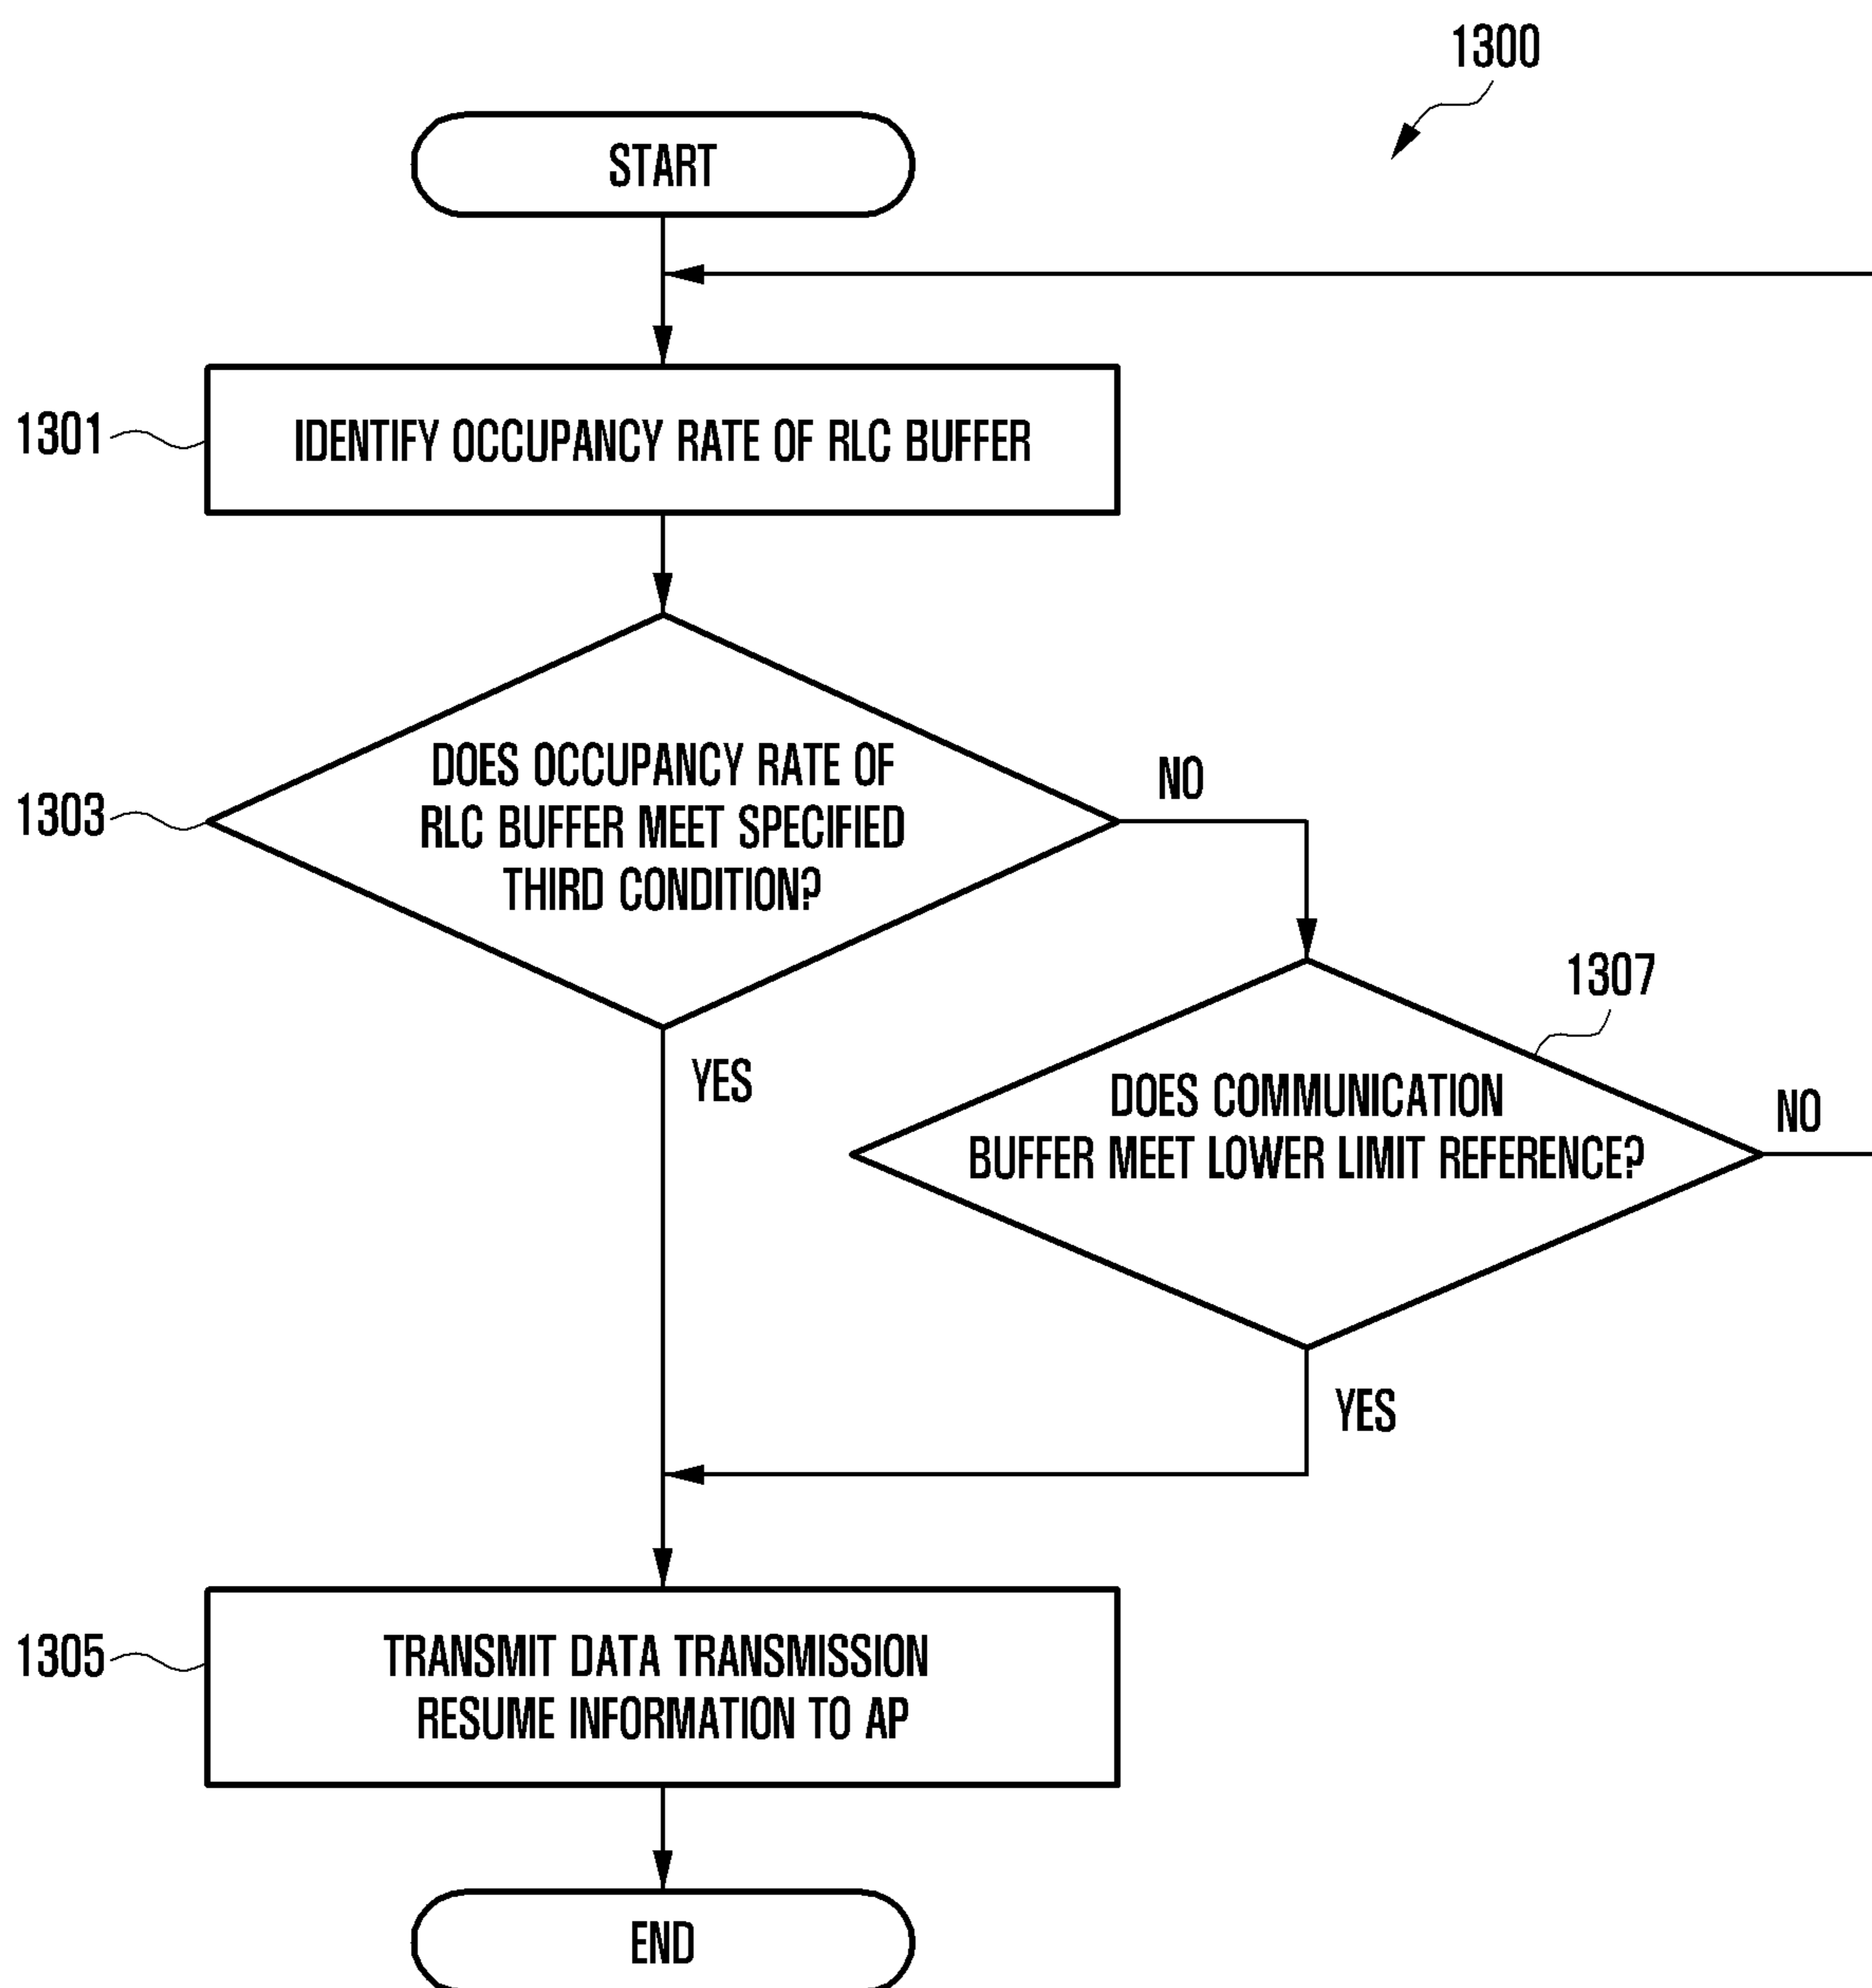 1300
START
1301
IDENTIFY OCCUPANCY RATE OF RLC BUFFER
1303
DOES OCCUPANCY RATE OF
RLC BUFFER MEET SPECIFIED
THIRD CONDITION?
NO
YES
1307
DOES COMMUNICATION
BUFFER MEET LOWER LIMIT REFERENCE?
NO
YES
1305
TRANSMIT DATA TRANSMISSION
RESUME INFORMATION TO AP
END